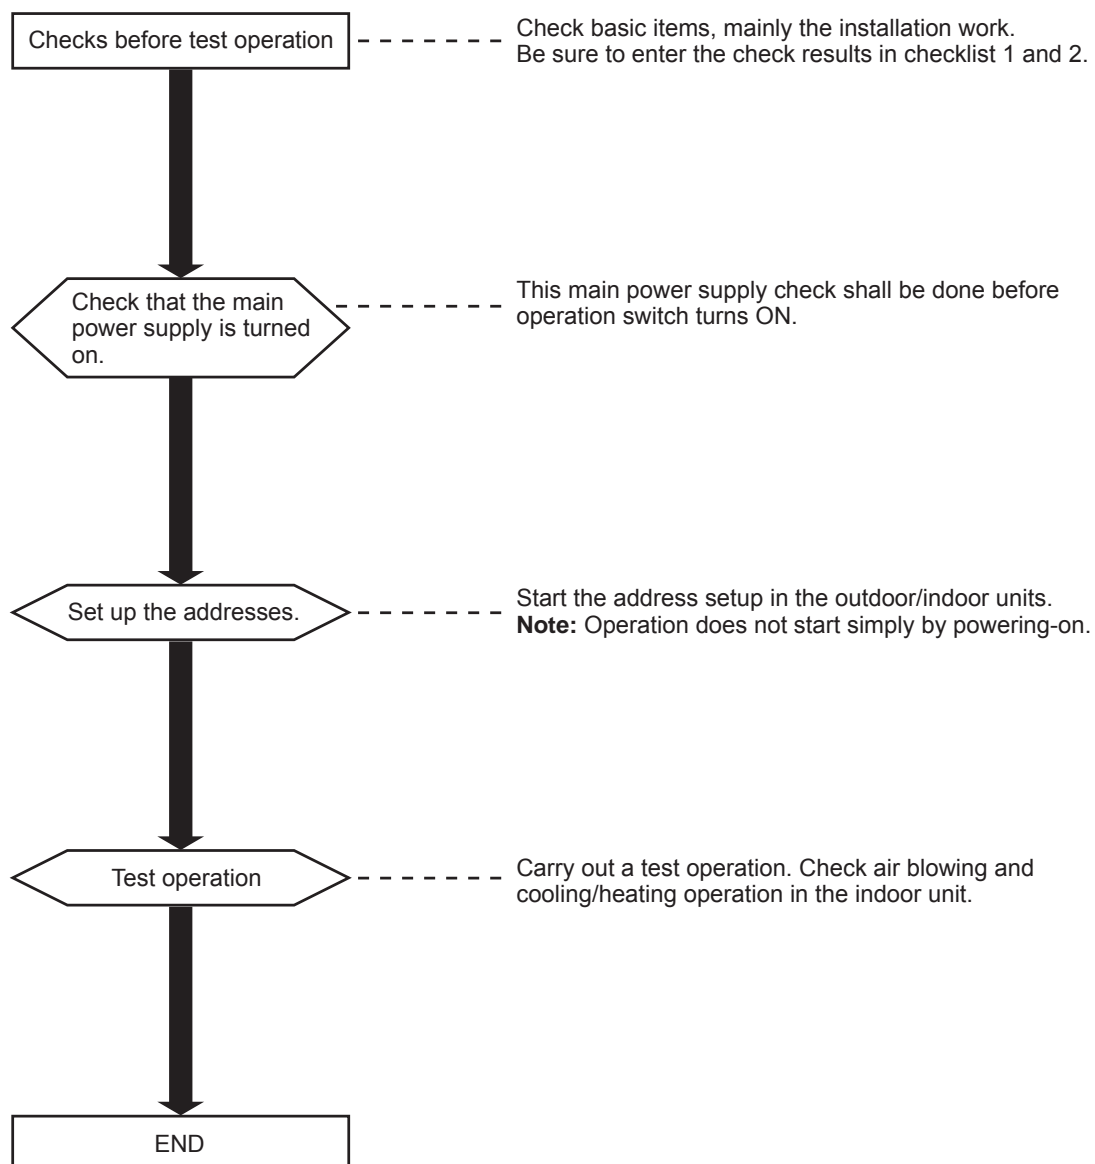 Checks before test operation
Check basic items, mainly the installation work.
Be sure to enter the check results in checklist 1 and 2.
Check that the main
power supply is turned
on.
This main power supply check shall be done before
operation switch turns ON.
Set up the addresses.
Start the address setup in the outdoor/indoor units.
Note: Operation does not start simply by powering-on.
Test operation
Carry out a test operation. Check air blowing and
cooling/heating operation in the indoor unit.
END